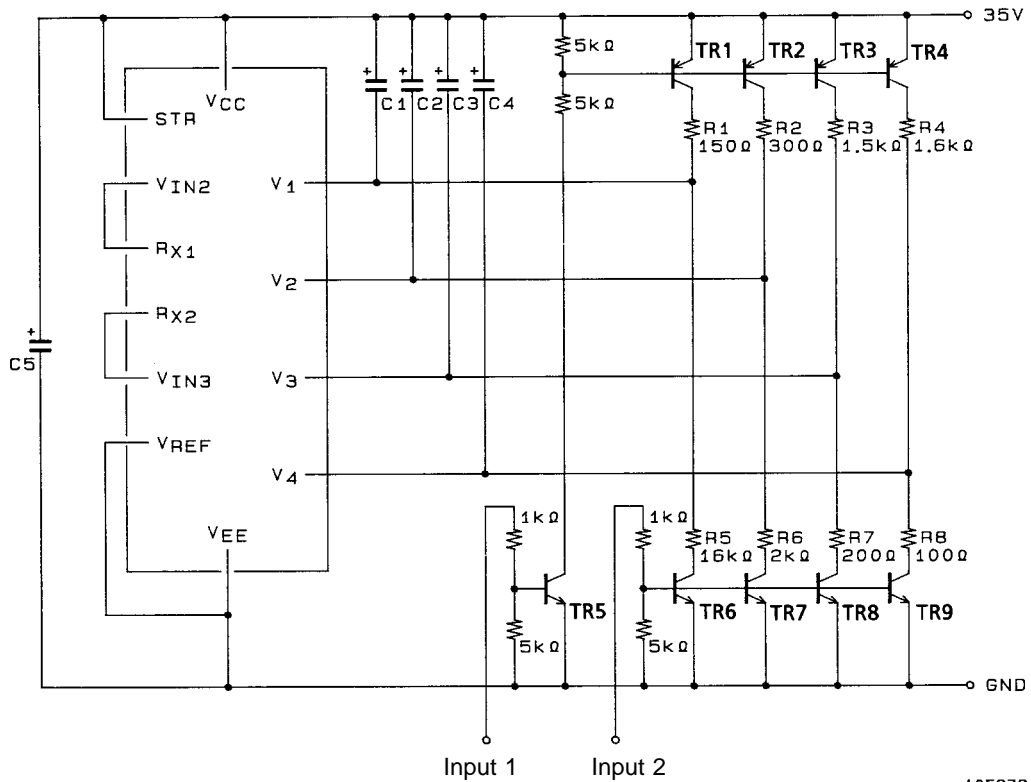 35V
5kΩ
TR1
TR2
TR3
TR4
VCC
C1
C2
C3
C4
5kΩ
STR
R1
150Ω
R2
300Ω
R3
1.5kΩ
R4
1.6kΩ
VIN2
V1
RX1
V2
RX2
C5
VIN3
V3
VREF
V4
VEE
1kΩ
1kΩ
R5
16kΩ
R6
2kΩ
R7
200Ω
R8
100Ω
TR5
TR6
TR7
TR8
TR9
5kΩ
5kΩ
GND
Input 1
Input 2